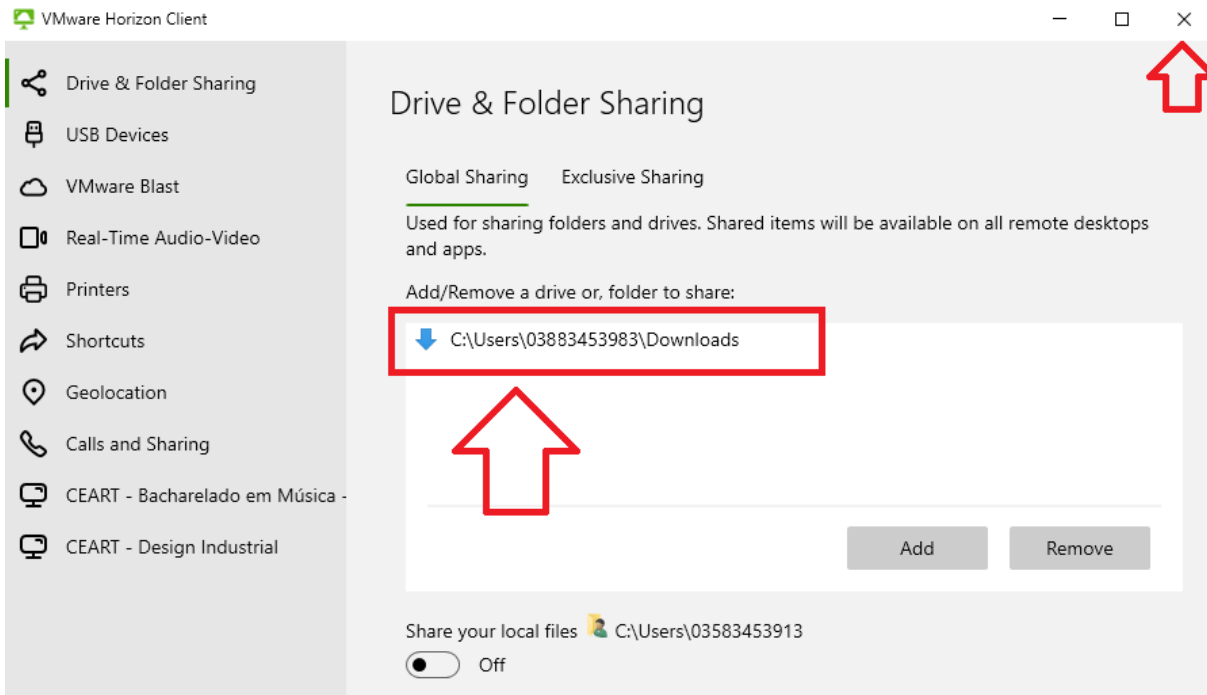 VMware Horizon Client
Drive & Folder Sharing
USB Devices
VMware Blast
Real-Time Audio-Video
Printers
Shortcuts
Geolocation
Calls and Sharing
CEART - Bacharelado em Música -
CEART - Design Industrial
Drive & Folder Sharing
Global Sharing Exclusive Sharing
Used for sharing folders and drives. Shared items will be available on all remote desktops
and apps.
Add/Remove a drive or, folder to share:
C:\Users\03883453983\Downloads
Add Remove
Share your local files C:\Users\03583453913
Off